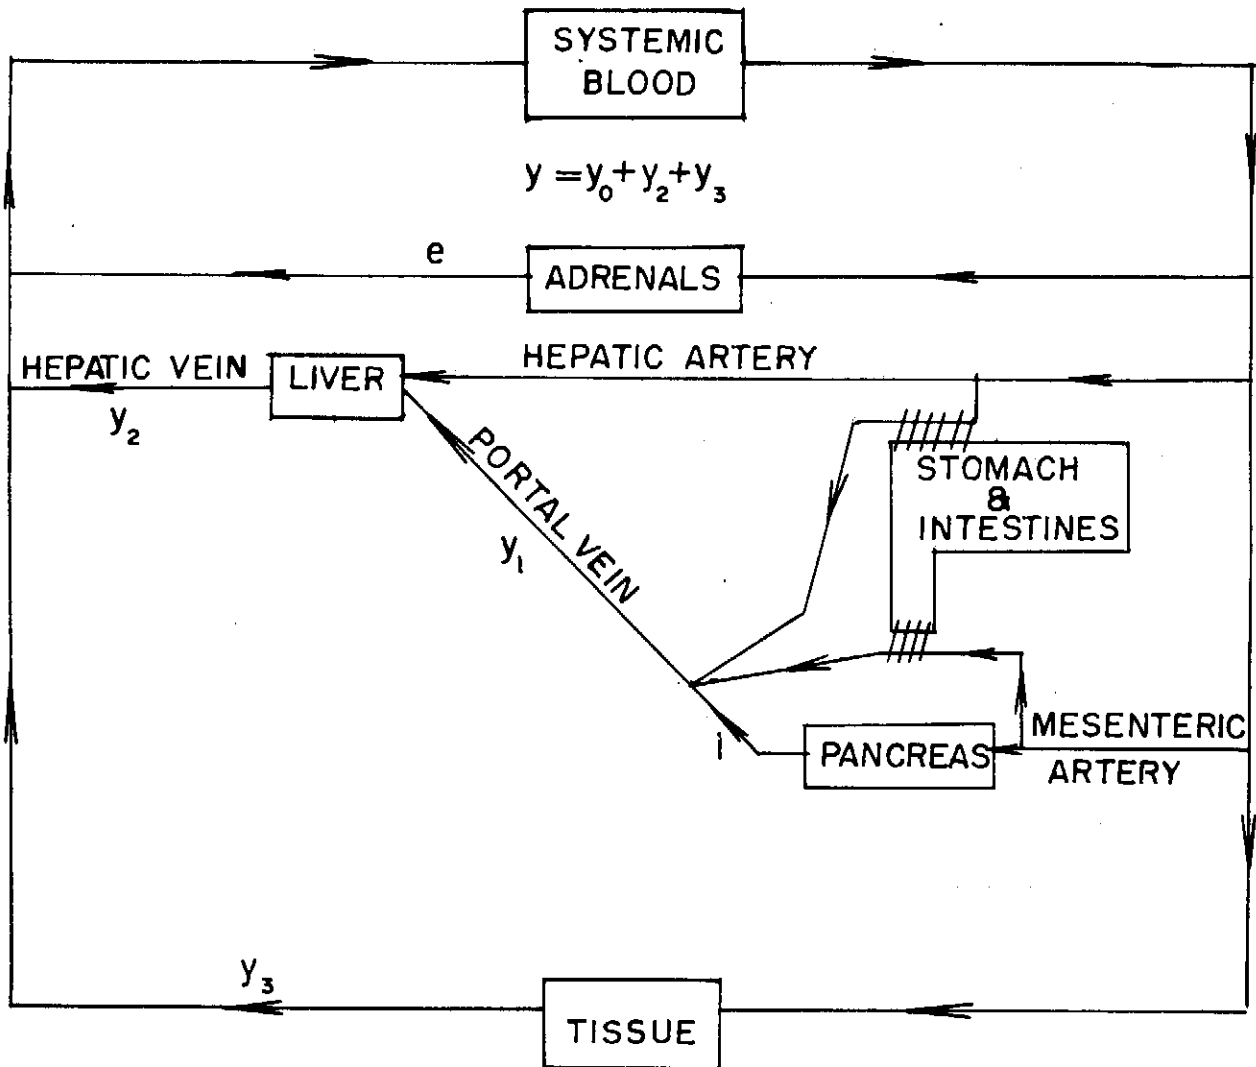 SYSTEMIC
BLOOD
y = y₀ + y₂ + y₃
e
ADRENALS
HEPATIC VEIN
LIVER
HEPATIC ARTERY
y₂
STOMACH
&
INTESTINES
PORTAL VEIN
y₁
i
PANCREAS
MESENTERIC
ARTERY
y₃
TISSUE